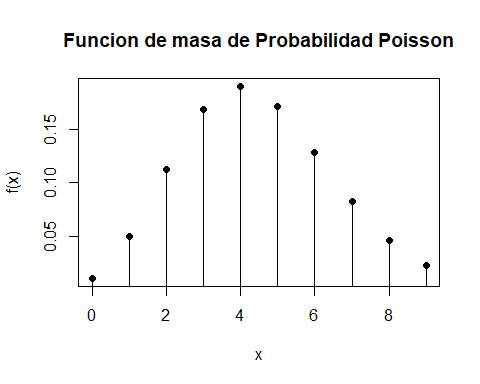 Funcion de masa de Probabilidad Poisson
0.15
0.10
0.05
f(x)
0 2 4 6 8
x